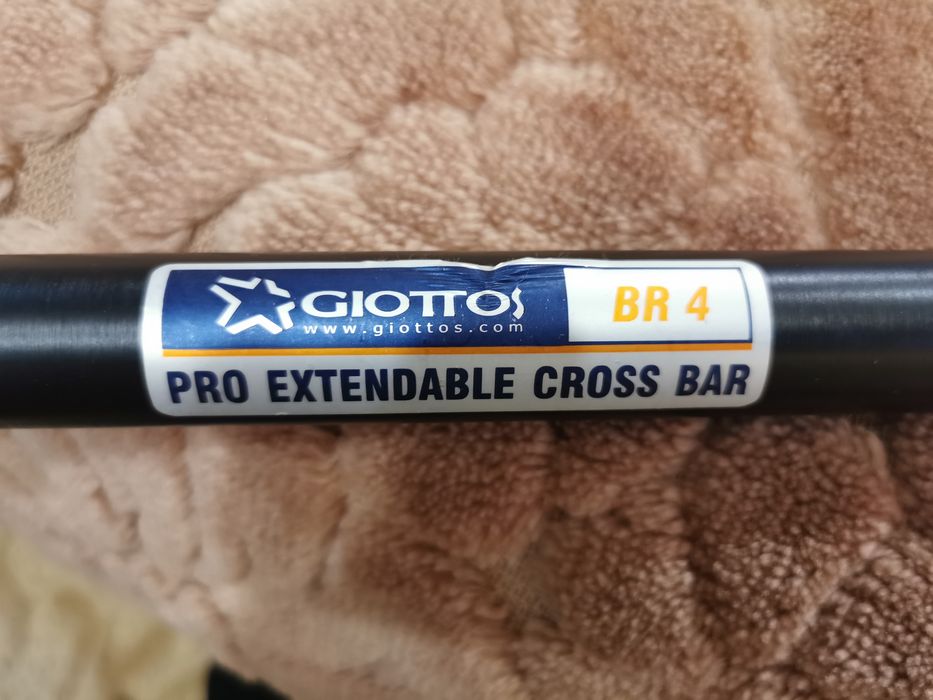 GIOTTOS
www.giottos.com
BR 4
PRO EXTENDABLE CROSS BAR